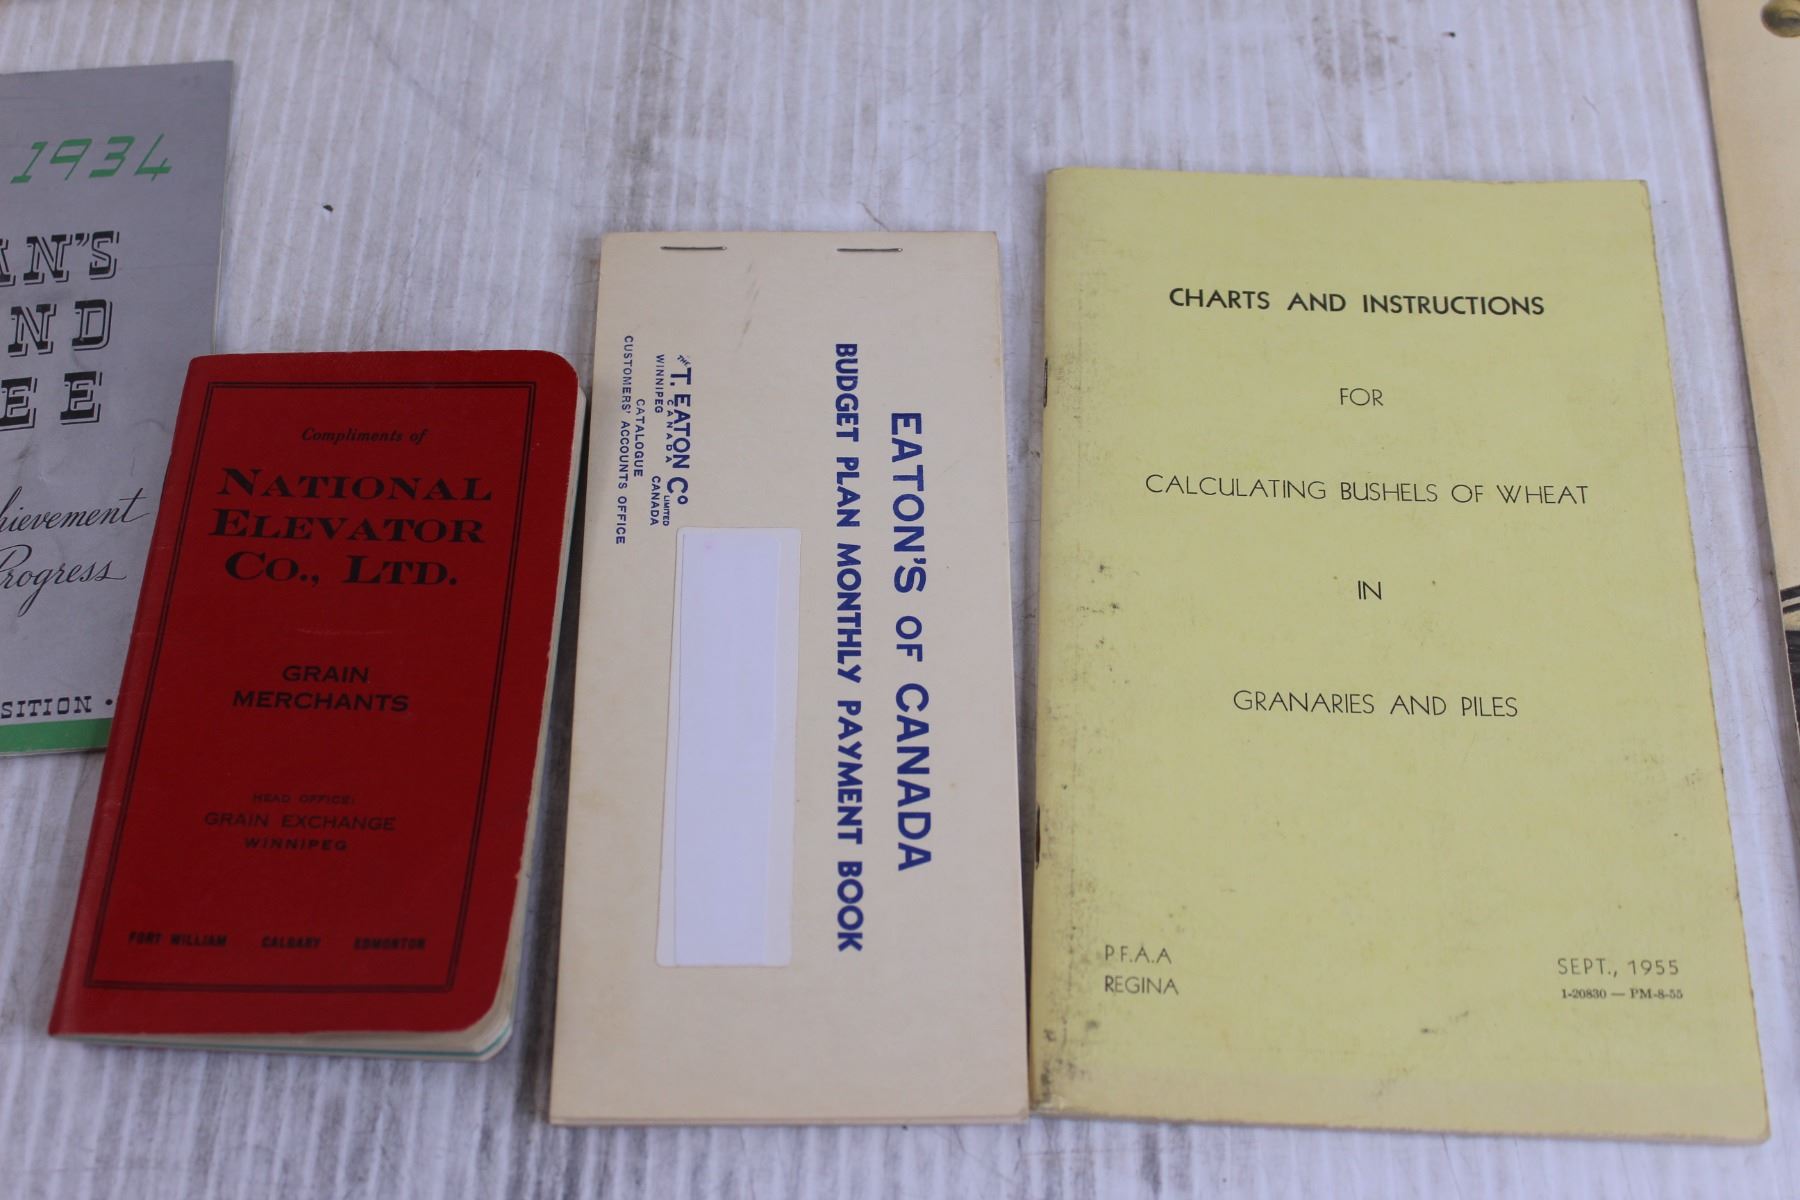 1934
AN'S
ND
EE
hievement
Progress
SITION •
Compliments of
NATIONAL
ELEVATOR
CO., LTD.
GRAIN
MERCHANTS
HEAD OFFICE:
GRAIN EXCHANGE
WINNIPEG
FORT WILLIAM CALGARY EDMONTON
EATON'S OF CANADA
BUDGET PLAN MONTHLY PAYMENT BOOK
THE T. EATON Co LIMITED
CANADA
WINNIPEG CANADA
CATALOGUE
CUSTOMERS' ACCOUNTS OFFICE
CHARTS AND INSTRUCTIONS
FOR
CALCULATING BUSHELS OF WHEAT
IN
GRANARIES AND PILES
P.F.A.A
REGINA
SEPT., 1955
1-20830 — PM-8-55